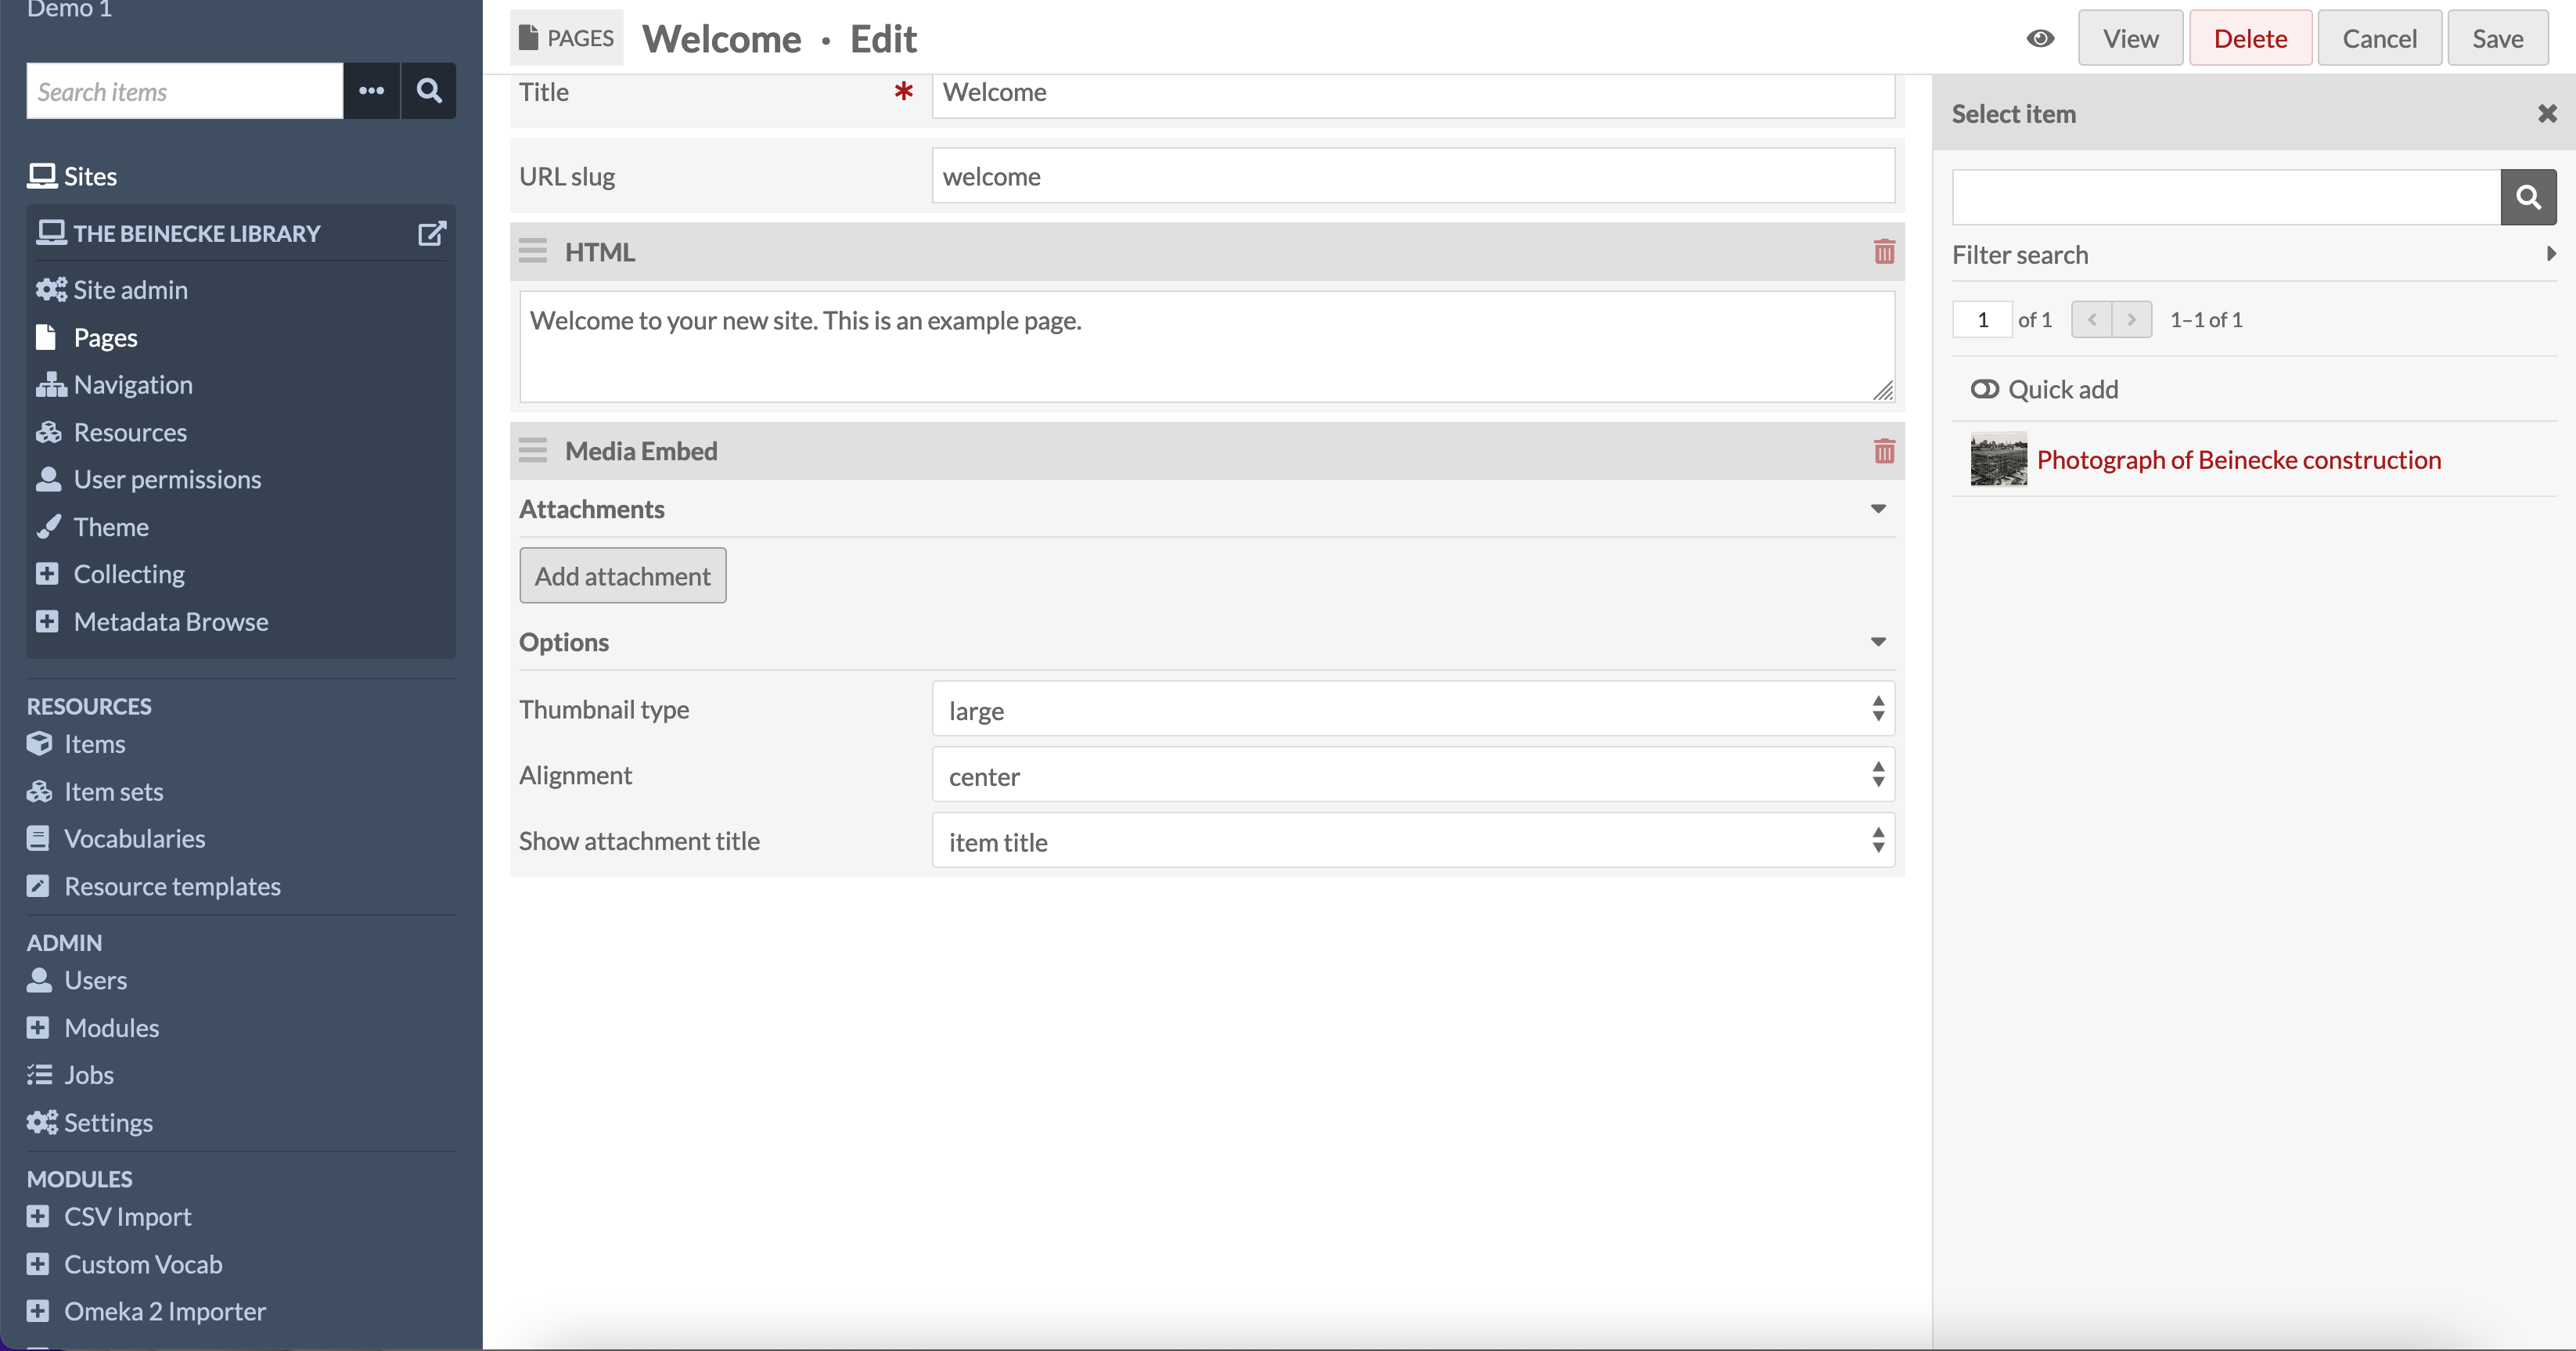 Demo 1
Search items
Sites
THE BEINECKE LIBRARY
Site admin
Pages
Navigation
Resources
User permissions
Theme
Collecting
Metadata Browse
RESOURCES
Items
Item sets
Vocabularies
Resource templates
ADMIN
Users
Modules
Jobs
Settings
MODULES
CSV Import
Custom Vocab
Omeka 2 Importer
PAGES Welcome · Edit
View Delete Cancel Save
Title * Welcome
URL slug welcome
HTML
Welcome to your new site. This is an example page.
Media Embed
Attachments
Add attachment
Options
Thumbnail type large
Alignment center
Show attachment title item title
Select item
Filter search
1 of 1 < > 1–1 of 1
Quick add
Photograph of Beinecke construction